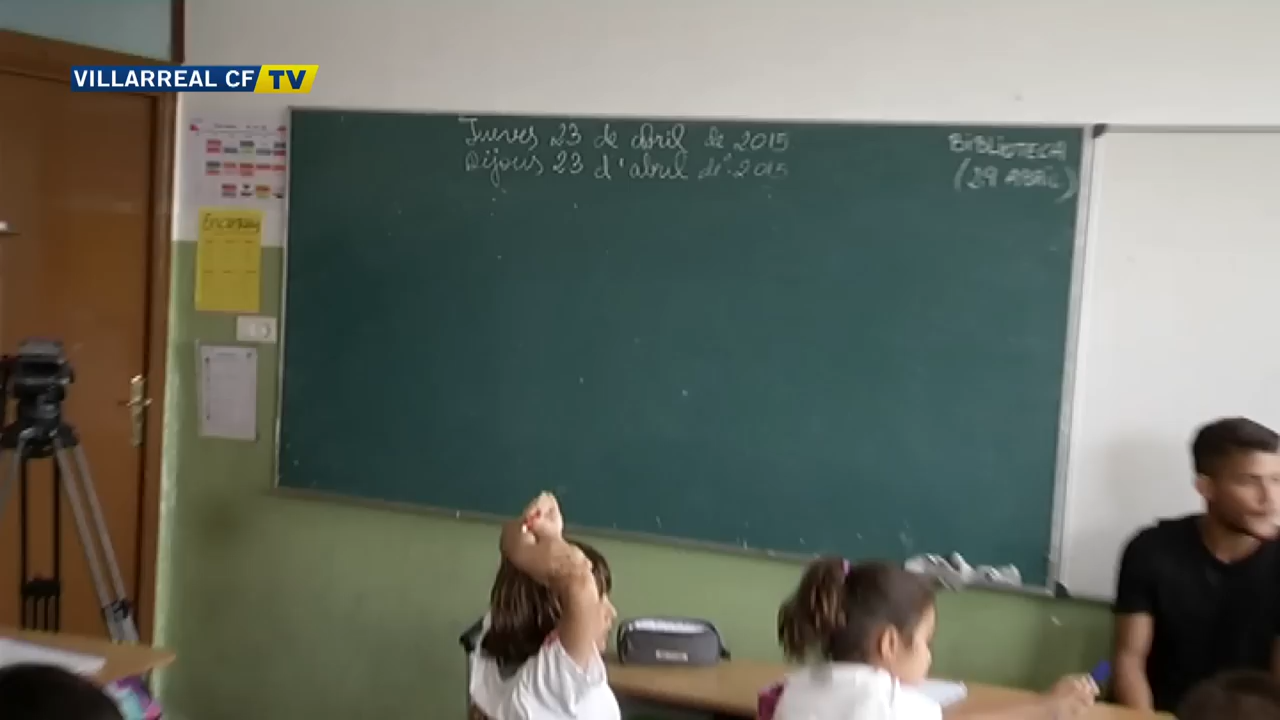 VILLARREAL CF TV
Jueves 23 de abril de 2015
Dijous 23 d'abril de 2015
BIBLIOTECA
(29 ABRIL)